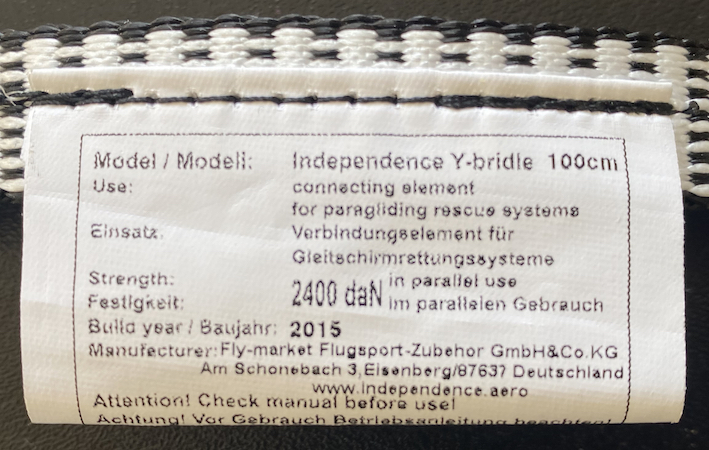 Model / Modell: Independence Y-bridle 100cm
Use: connecting element
for paragliding rescue systems
Einsatz: Verbindungselement für
Gleitschirmrettungssysteme
Strength: in parallel use
2400 daN
Festigkeit: im parallelen Gebrauch
Build year / Baujahr: 2015
Manufacturer: Fly-market Flugsport-Zubehor GmbH&Co.KG
Am Schonebach 3, Eisenberg/87637 Deutschland
www.independence.aero
Attention! Check manual before use!
Achtung! Vor Gebrauch Betriebsanleitung beachten!